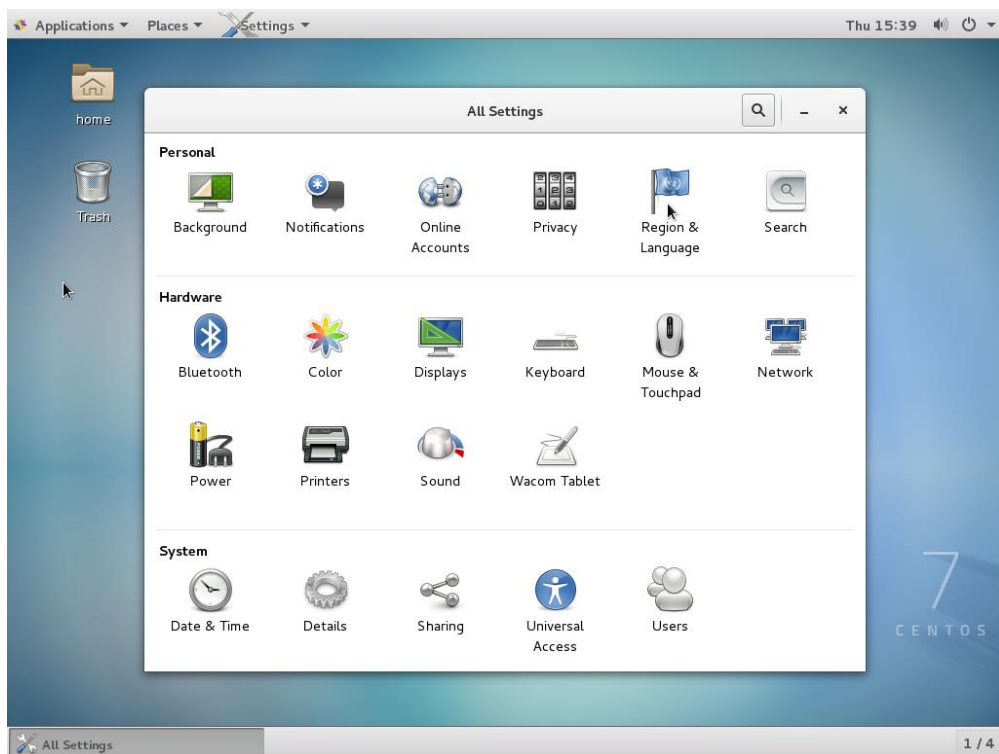 Applications Places Settings Thu 15:39
home
Trash
All Settings
Personal
Background Notifications Online Accounts Privacy Region & Language Search
Hardware
Bluetooth Color Displays Keyboard Mouse & Touchpad Network
Power Printers Sound Wacom Tablet
System
Date & Time Details Sharing Universal Access Users
7
CENTOS
All Settings 1 / 4